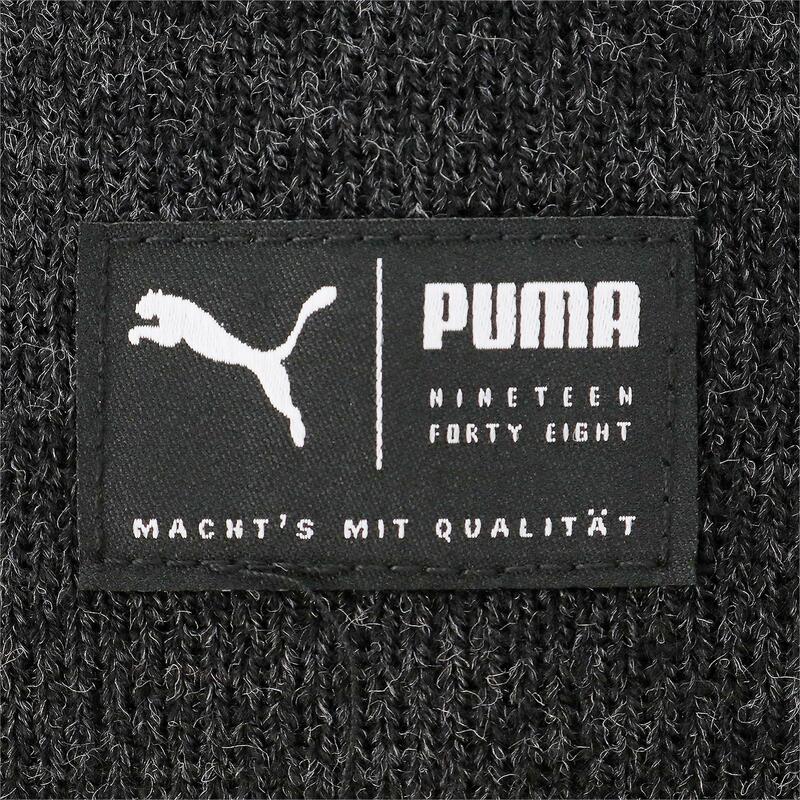 PUMA
NINETEEN
FORTY EIGHT
MACHT'S MIT QUALITÄT